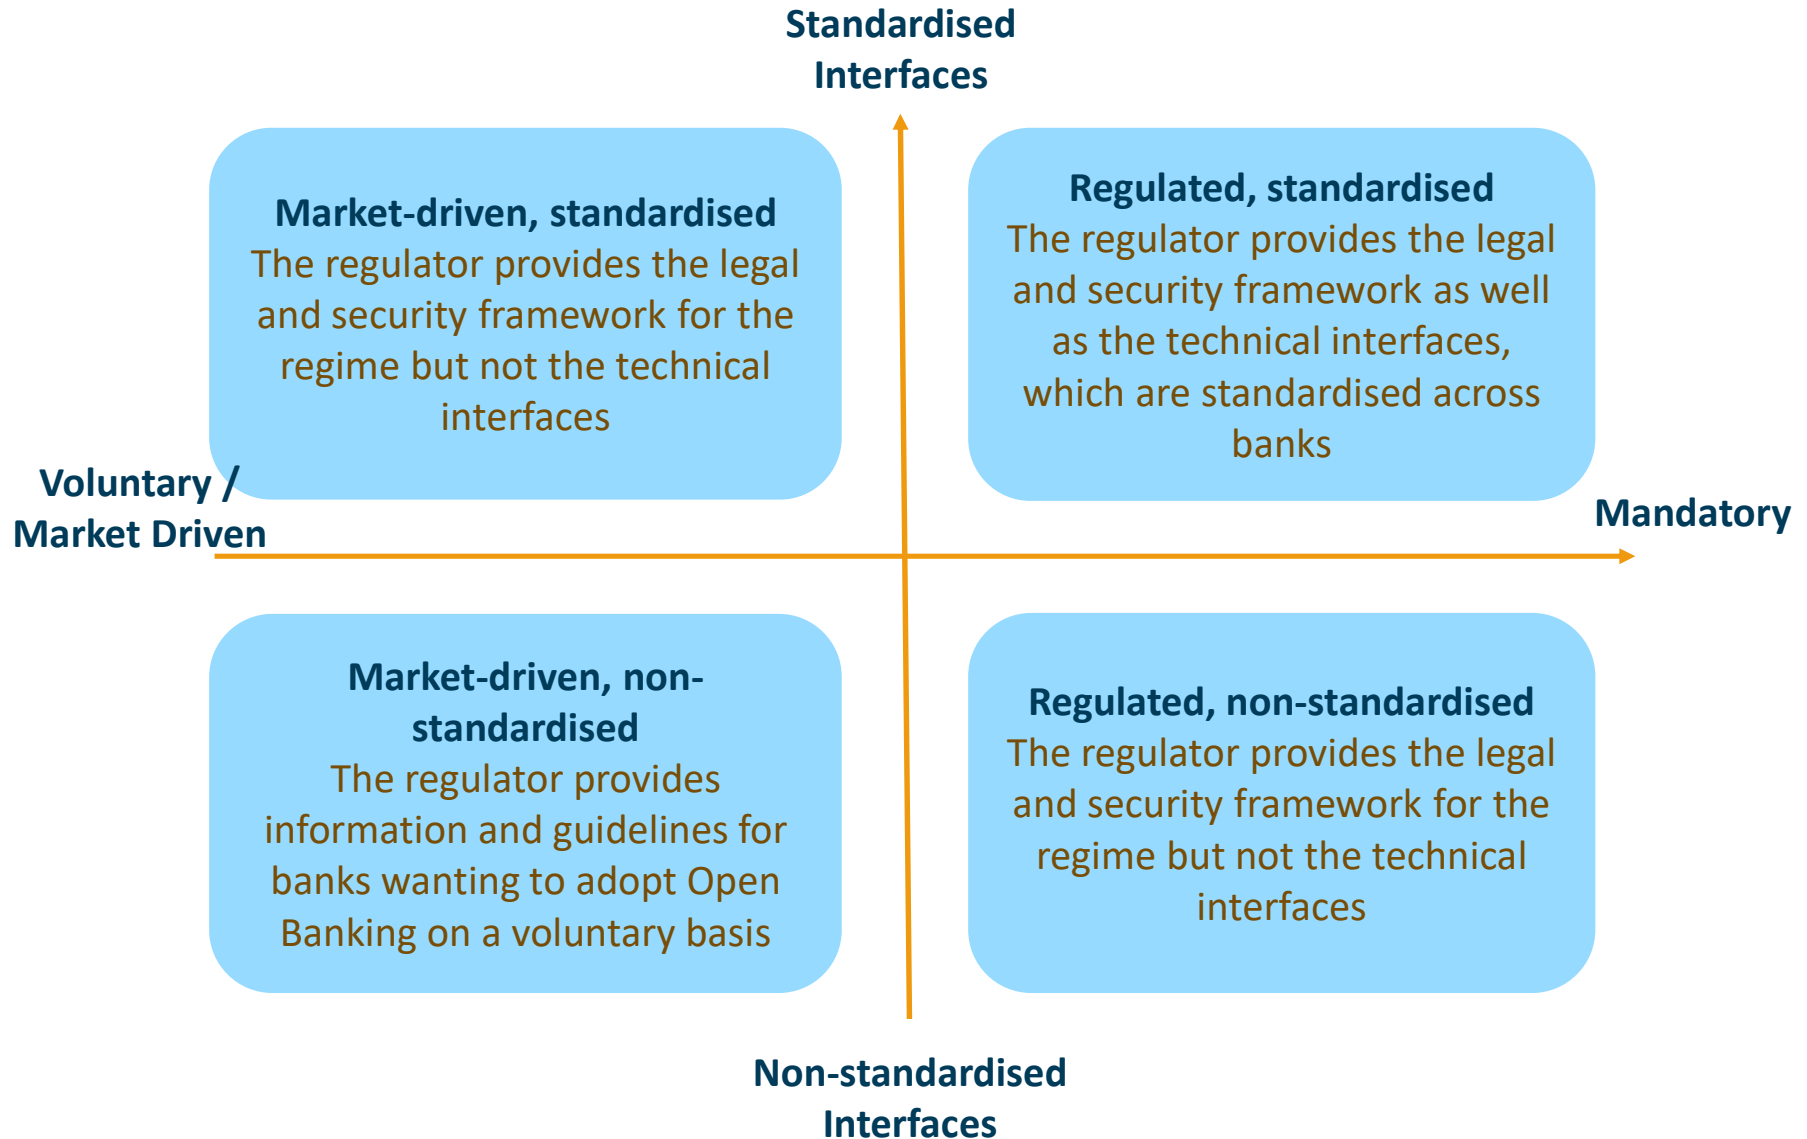 Standardised
Interfaces
Market-driven, standardised
The regulator provides the legal
and security framework for the
regime but not the technical
interfaces
Regulated, standardised
The regulator provides the legal
and security framework as well
as the technical interfaces,
which are standardised across
banks
Voluntary /
Market Driven
Mandatory
Market-driven, non-
standardised
The regulator provides
information and guidelines for
banks wanting to adopt Open
Banking on a voluntary basis
Regulated, non-standardised
The regulator provides the legal
and security framework for the
regime but not the technical
interfaces
Non-standardised
Interfaces